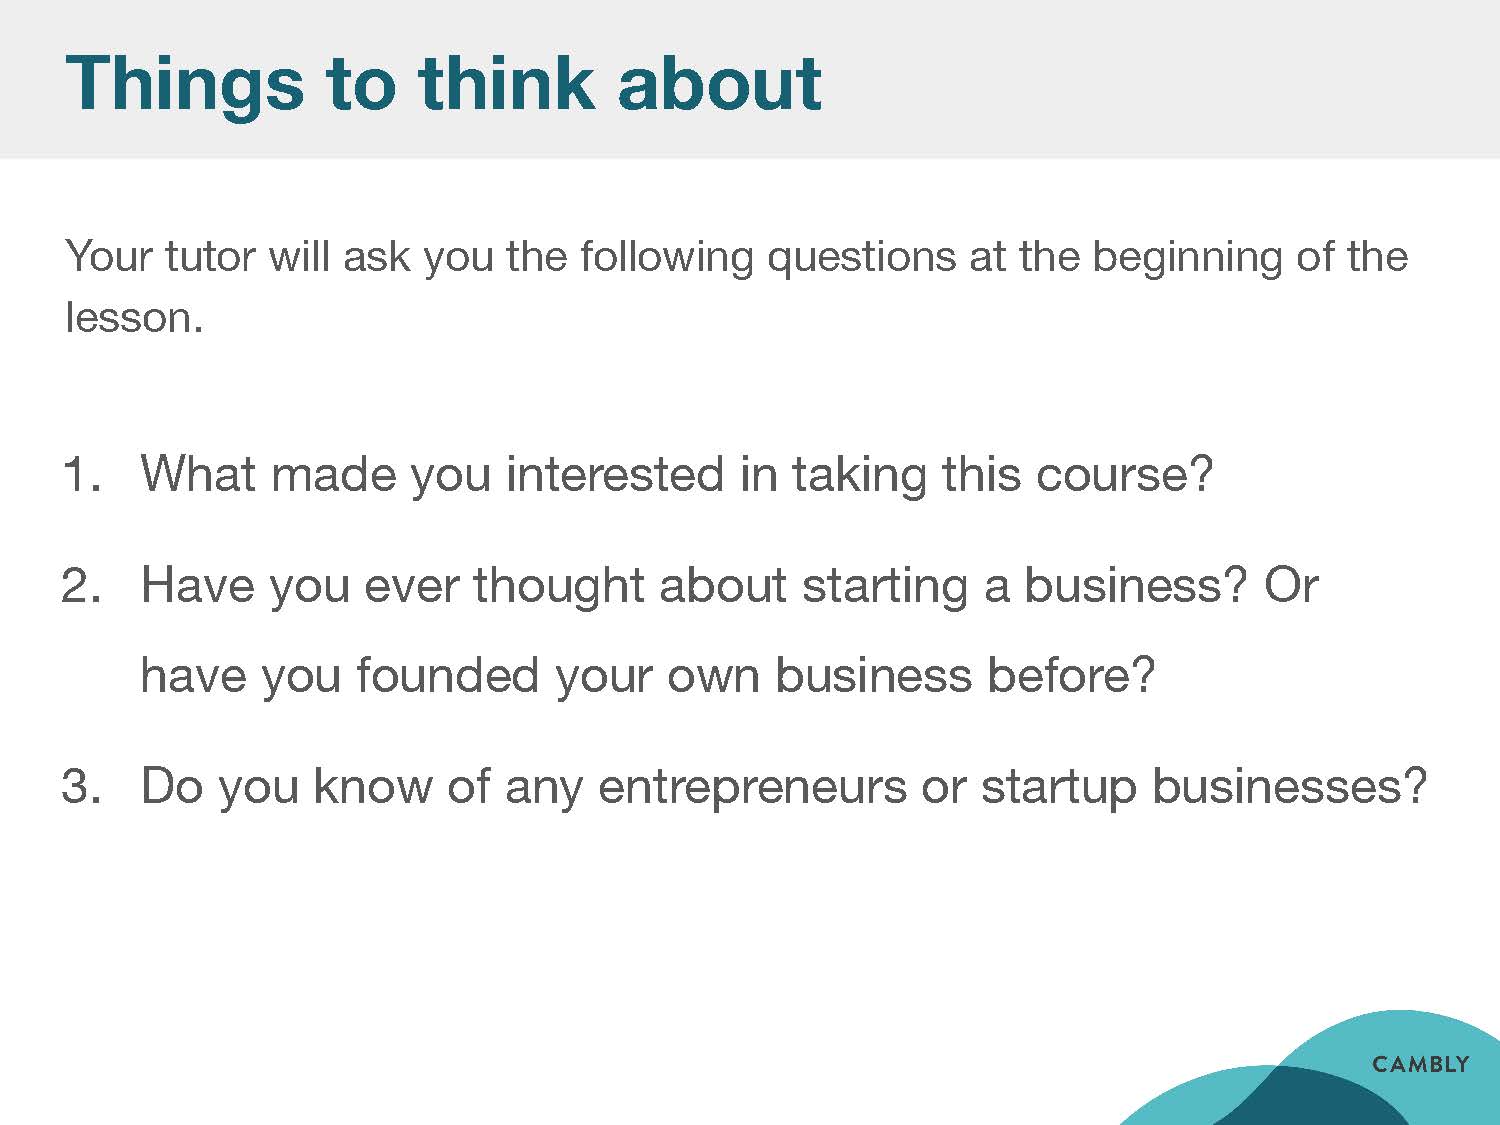 Things to think about
Your tutor will ask you the following questions at the beginning of the
lesson.
1. What made you interested in taking this course?
2. Have you ever thought about starting a business? Or
have you founded your own business before?
3. Do you know of any entrepreneurs or startup businesses?
CAMBLY